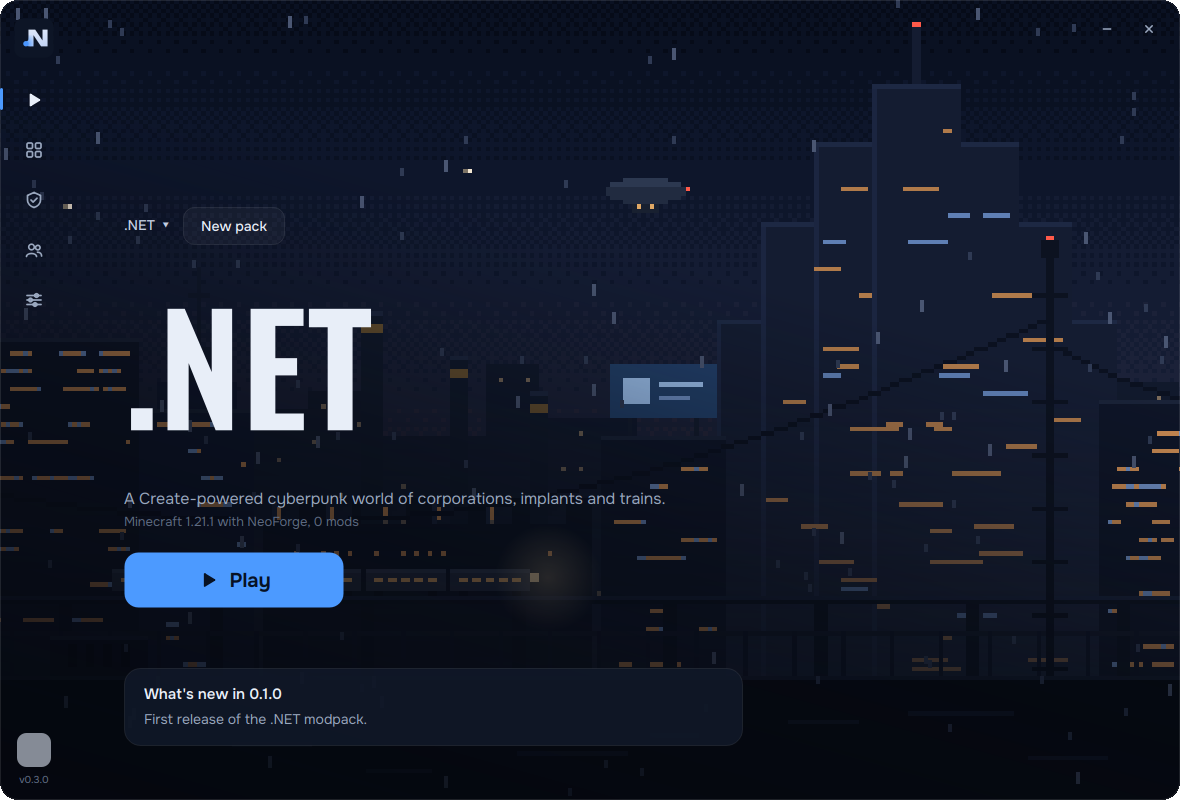 N
.NET
New pack
.NET
A Create-powered cyberpunk world of corporations, implants and trains.
Minecraft 1.21.1 with NeoForge, 0 mods
Play
What's new in 0.1.0
First release of the .NET modpack.
v0.3.0